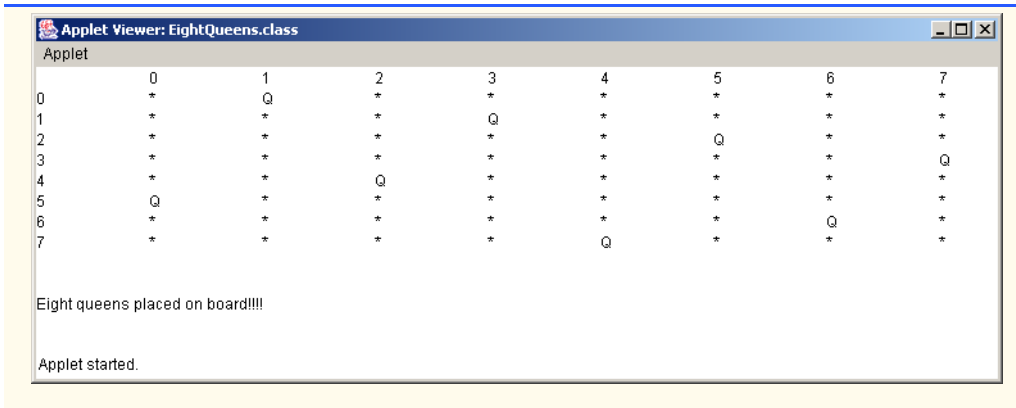 Applet Viewer: EightQueens.class
Applet
0 1 2 3 4 5 6 7
0 * Q * * * * * *
1 * * * Q * * * *
2 * * * * * Q * *
3 * * * * * * * Q
4 * * Q * * * * *
5 Q * * * * * * *
6 * * * * * * Q *
7 * * * * Q * * *
Eight queens placed on board!!!!
Applet started.